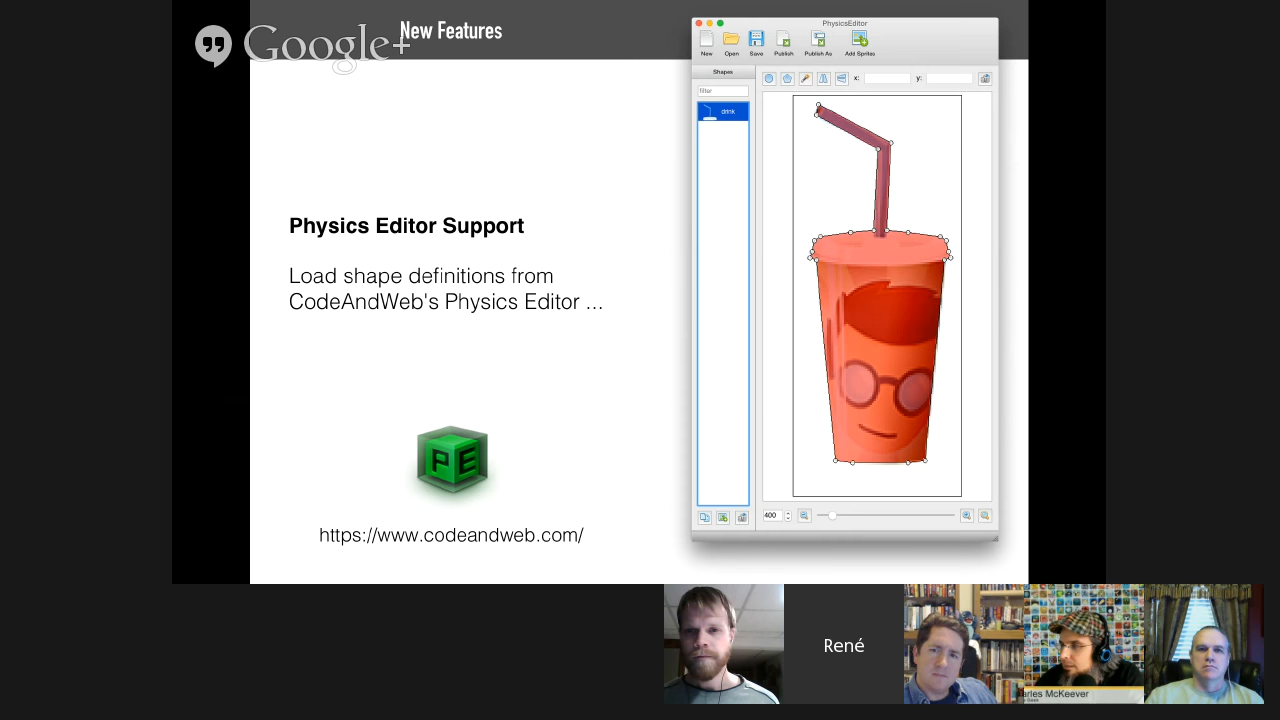 Google+
New Features
PhysicsEditor
New
Open
Save
Publish
Publish As
Add Sprites
Shapes
x:
y:
filter
drink
Physics Editor Support
Load shape definitions from
CodeAndWeb's Physics Editor ...
PE
400
https://www.codeandweb.com/
René
arles McKeever